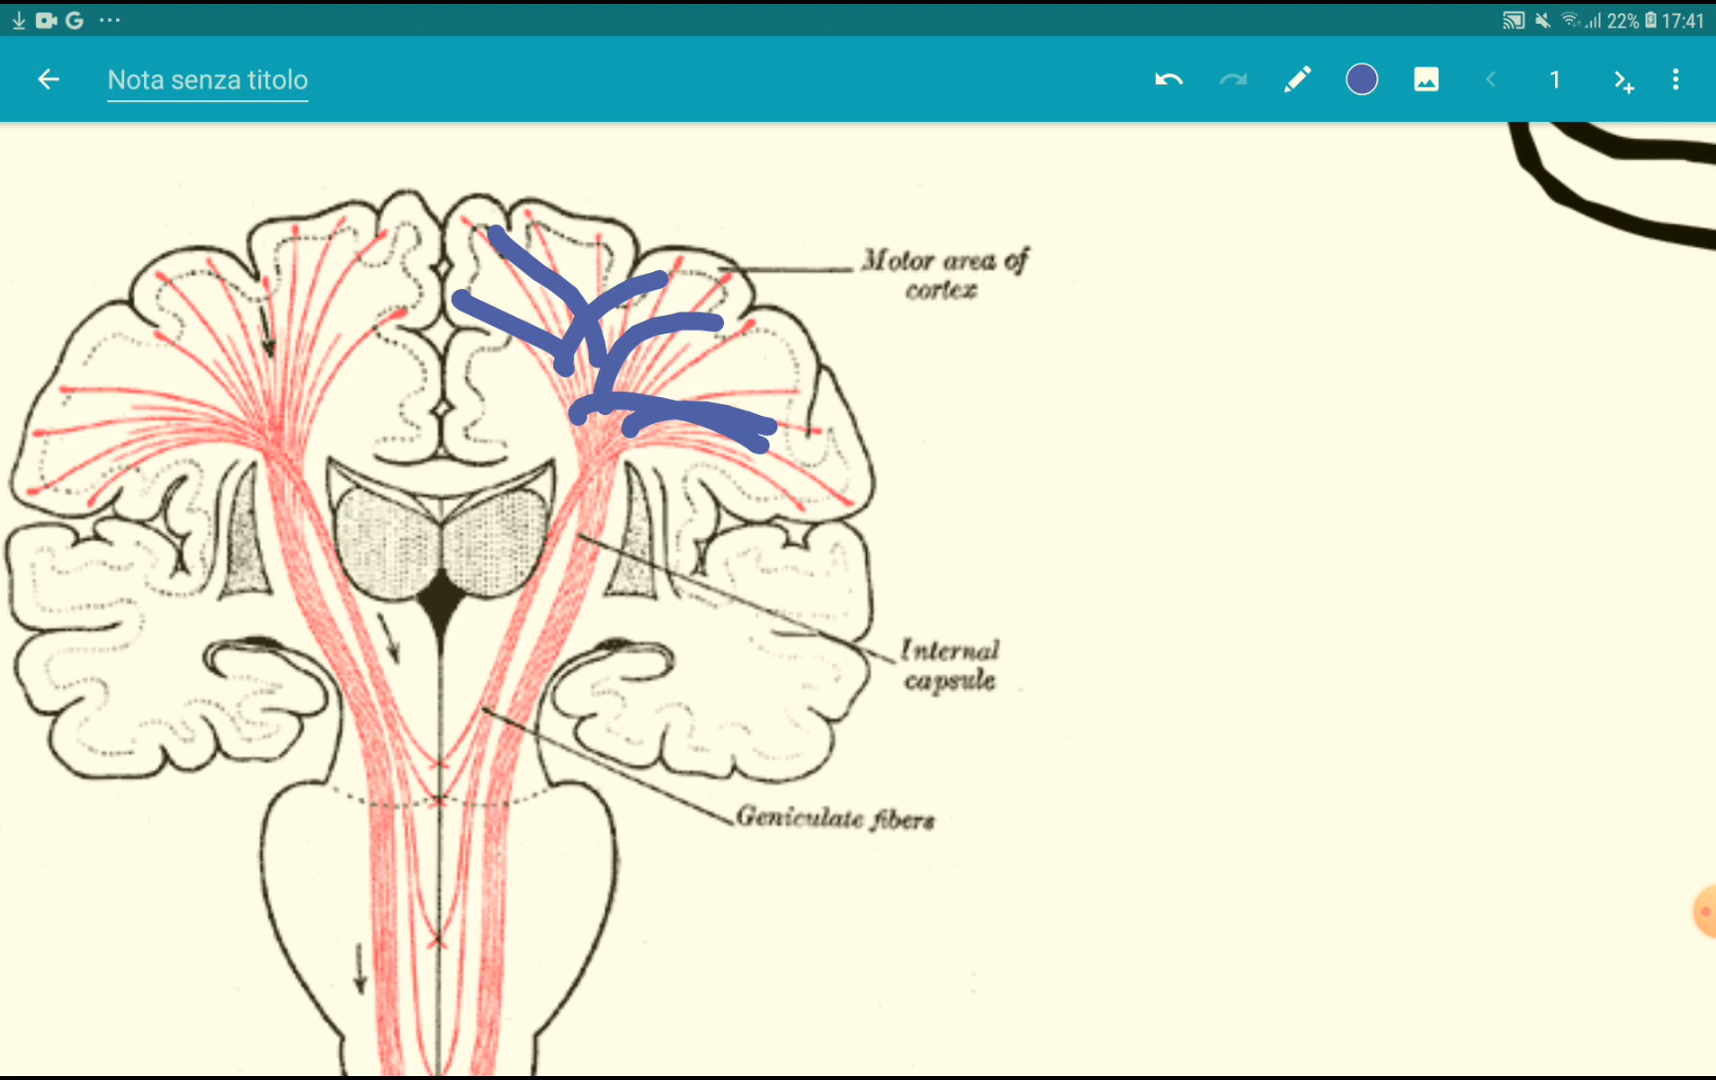 22% 17:41
Nota senza titolo
1
Motor area of
cortex
Internal
capsule
Geniculate fibers